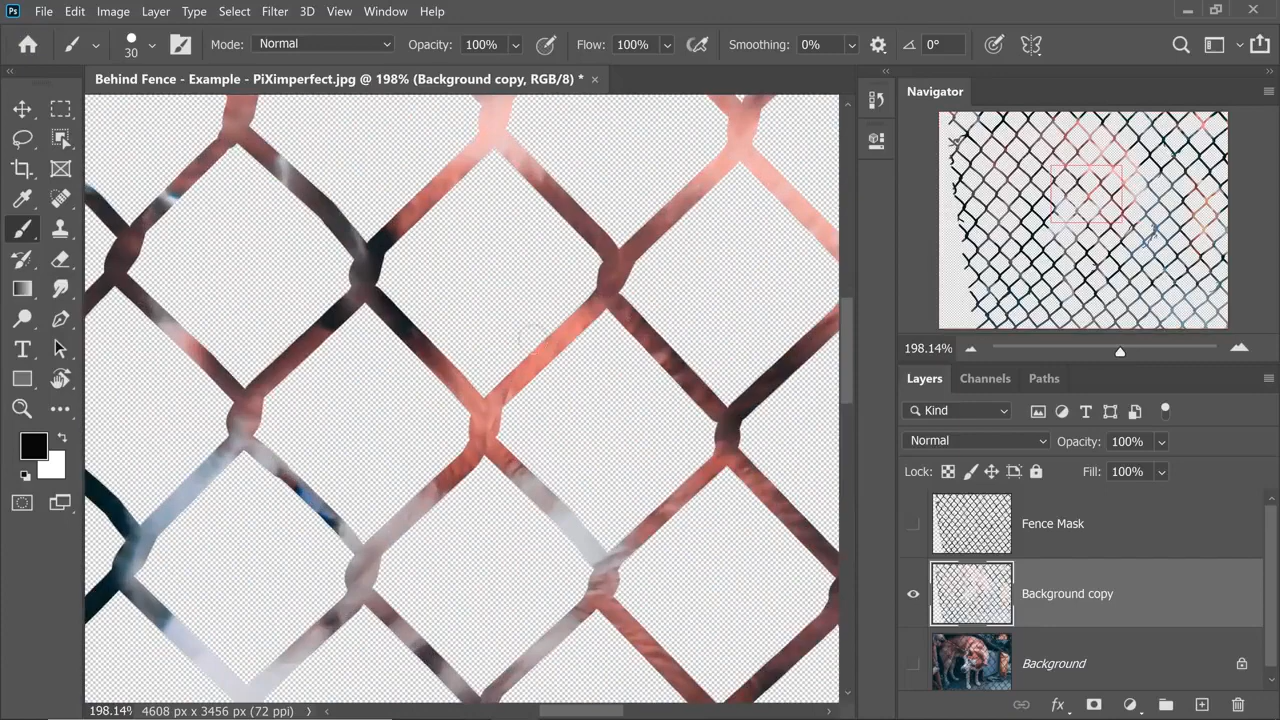 Ps File Edit Image Layer Type Select Filter 3D View Window Help
30 Mode: Normal Opacity: 100% Flow: 100% Smoothing: 0% 0°
Behind Fence - Example - PiXimperfect.jpg @ 198% (Background copy, RGB/8) *
Navigator
198.14%
Layers Channels Paths
Kind
Normal Opacity: 100%
Lock: Fill: 100%
Fence Mask
Background copy
Background
198.14% 4608 px x 3456 px (72 ppi)